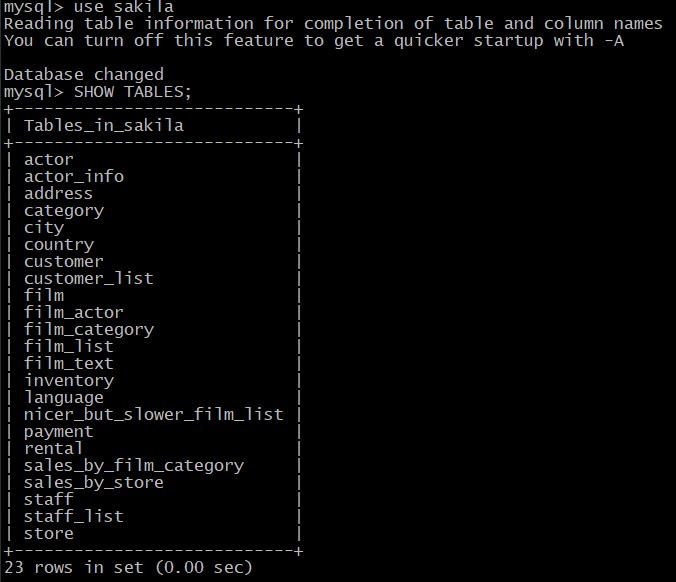 mysql> use sakila
Reading table information for completion of table and column names
You can turn off this feature to get a quicker startup with -A

Database changed
mysql> SHOW TABLES;
+----------------------------+
| Tables_in_sakila           |
+----------------------------+
| actor                      |
| actor_info                 |
| address                    |
| category                   |
| city                       |
| country                    |
| customer                   |
| customer_list              |
| film                       |
| film_actor                 |
| film_category              |
| film_list                  |
| film_text                  |
| inventory                  |
| language                   |
| nicer_but_slower_film_list |
| payment                    |
| rental                     |
| sales_by_film_category     |
| sales_by_store             |
| staff                      |
| staff_list                 |
| store                      |
+----------------------------+
23 rows in set (0.00 sec)